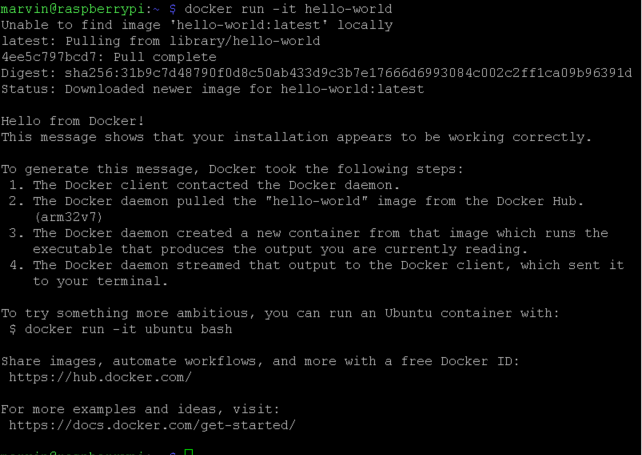 marvin@raspberrypi:~ $ docker run -it hello-world
Unable to find image 'hello-world:latest' locally
latest: Pulling from library/hello-world
4ee5c797bcd7: Pull complete
Digest: sha256:31b9c7d48790f0d8c50ab433d9c3b7e17666d6993084c002c2ff1ca09b96391d
Status: Downloaded newer image for hello-world:latest

Hello from Docker!
This message shows that your installation appears to be working correctly.

To generate this message, Docker took the following steps:
 1. The Docker client contacted the Docker daemon.
 2. The Docker daemon pulled the "hello-world" image from the Docker Hub.
    (arm32v7)
 3. The Docker daemon created a new container from that image which runs the
    executable that produces the output you are currently reading.
 4. The Docker daemon streamed that output to the Docker client, which sent it
    to your terminal.

To try something more ambitious, you can run an Ubuntu container with:
 $ docker run -it ubuntu bash

Share images, automate workflows, and more with a free Docker ID:
 https://hub.docker.com/

For more examples and ideas, visit:
 https://docs.docker.com/get-started/

marvin@raspberrypi:~ $